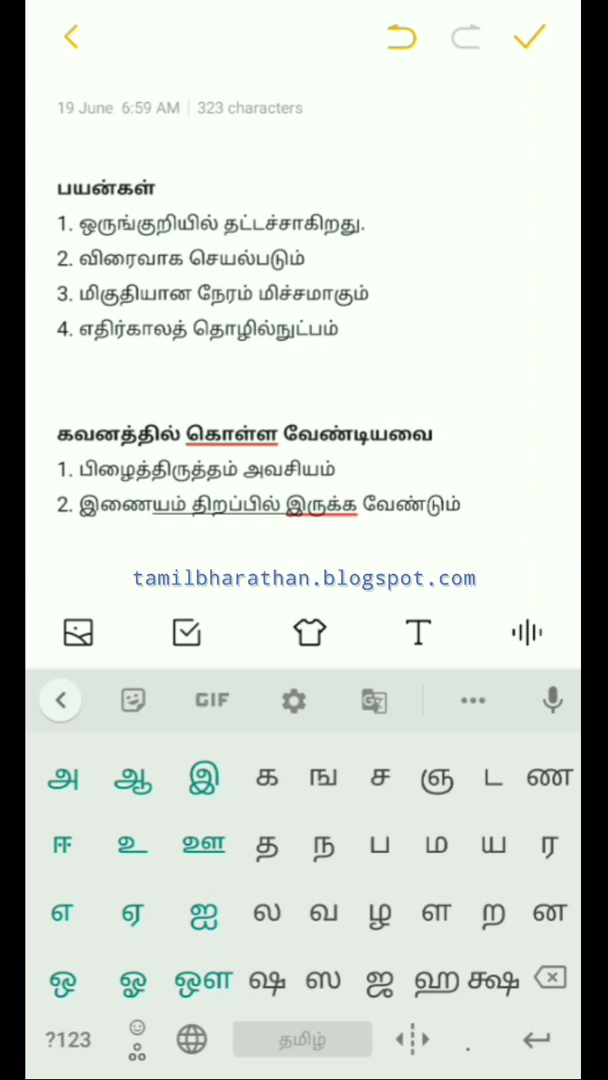 19 June 6:59 AM | 323 characters
பயன்கள்
1. ஒருங்குறியில் தட்டச்சாகிறது.
2. விரைவாக செயல்படும்
3. மிகுதியான நேரம் மிச்சமாகும்
4. எதிர்காலத் தொழில்நுட்பம்
கவனத்தில் கொள்ள வேண்டியவை
1. பிழைத்திருத்தம் அவசியம்
2. இணையம் திறப்பில் இருக்க வேண்டும்
tamilbharathan.blogspot.com
T
GIF
அ ஆ இ க ங ச ஞ ட ண
ஈ உ ஊ த ந ப ம ய ர
எ ஏ ஐ ல வ ழ ள ற ன
ஒ ஓ ஔ ஷ ஸ ஜ ஹ க்ஷ
?123 தமிழ் .